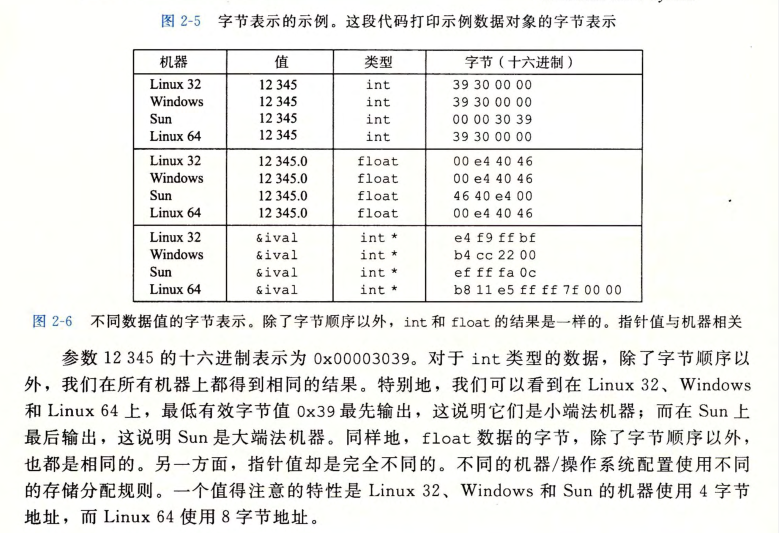 图 2-5 字节表示的示例。这段代码打印示例数据对象的字节表示
机器 值 类型 字节（十六进制）
Linux 32 12 345 int 39 30 00 00
Windows 12 345 int 39 30 00 00
Sun 12 345 int 00 00 30 39
Linux 64 12 345 int 39 30 00 00
Linux 32 12 345.0 float 00 e4 40 46
Windows 12 345.0 float 00 e4 40 46
Sun 12 345.0 float 46 40 e4 00
Linux 64 12 345.0 float 00 e4 40 46
Linux 32 &ival int * e4 f9 ff bf
Windows &ival int * b4 cc 22 00
Sun &ival int * ef ff fa 0c
Linux 64 &ival int * b8 11 e5 ff ff 7f 00 00
图 2-6 不同数据值的字节表示。除了字节顺序以外，int 和 float 的结果是一样的。指针值与机器相关
参数 12 345 的十六进制表示为 0x00003039。对于 int 类型的数据，除了字节顺序以
外，我们在所有机器上都得到相同的结果。特别地，我们可以看到在 Linux 32、Windows
和 Linux 64 上，最低有效字节值 0x39 最先输出，这说明它们是小端法机器；而在 Sun 上
最后输出，这说明 Sun 是大端法机器。同样地，float 数据的字节，除了字节顺序以外，
也都是相同的。另一方面，指针值却是完全不同的。不同的机器/操作系统配置使用不同
的存储分配规则。一个值得注意的特性是 Linux 32、Windows 和 Sun 的机器使用 4 字节
地址，而 Linux 64 使用 8 字节地址。